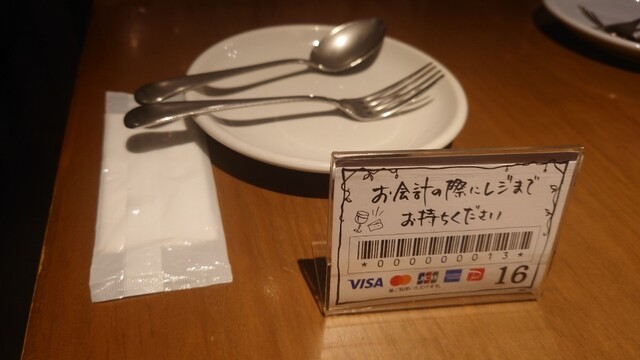 お会計の際にレジまで
お持ちください
*000000013*
VISA JCB
16